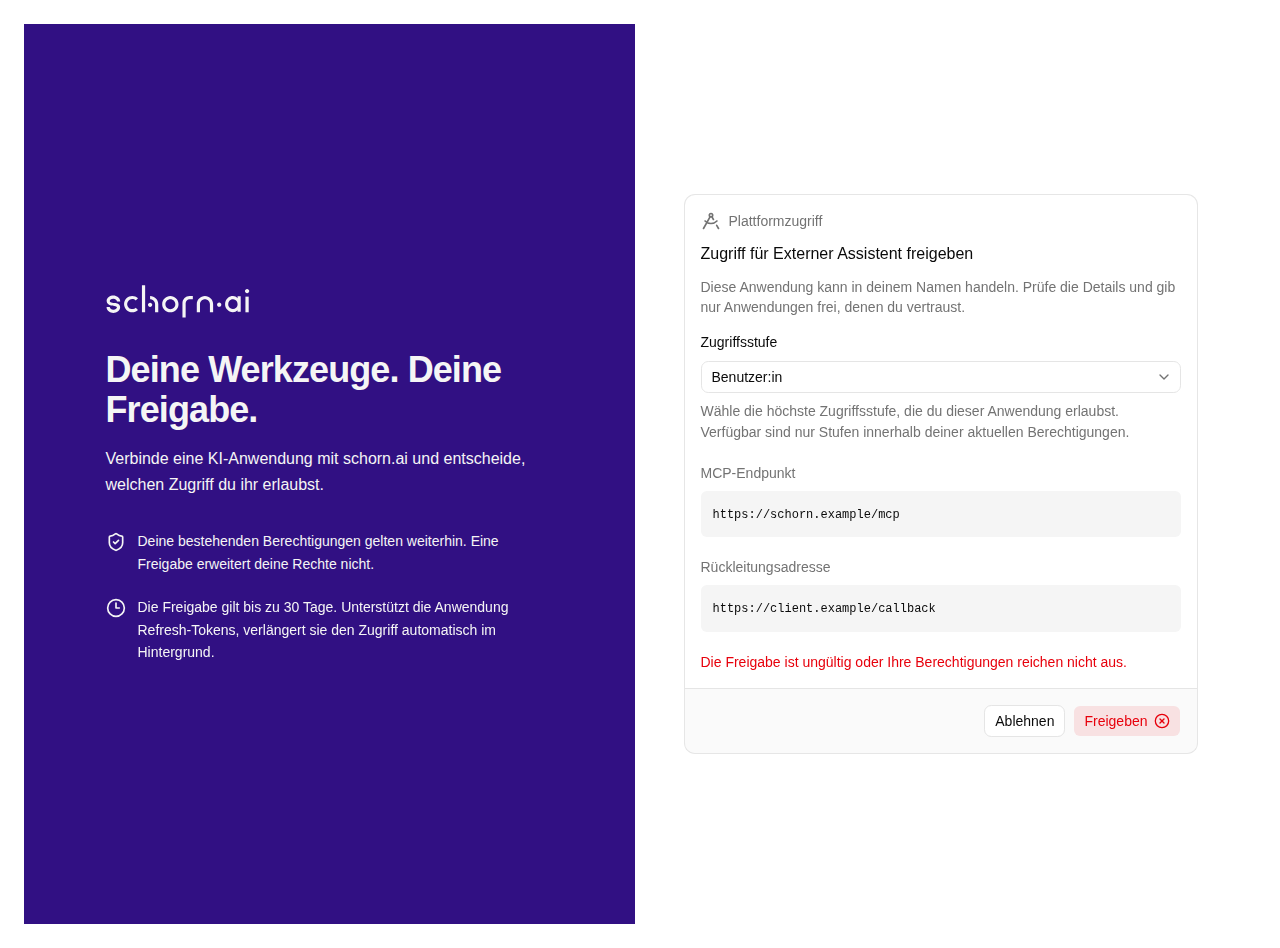 schorn.ai
Deine Werkzeuge. Deine
Freigabe.
Verbinde eine KI-Anwendung mit schorn.ai und entscheide,
welchen Zugriff du ihr erlaubst.
Deine bestehenden Berechtigungen gelten weiterhin. Eine
Freigabe erweitert deine Rechte nicht.
Die Freigabe gilt bis zu 30 Tage. Unterstützt die Anwendung
Refresh-Tokens, verlängert sie den Zugriff automatisch im
Hintergrund.
Plattformzugriff
Zugriff für Externer Assistent freigeben
Diese Anwendung kann in deinem Namen handeln. Prüfe die Details und gib
nur Anwendungen frei, denen du vertraust.
Zugriffsstufe
Benutzer:in
Wähle die höchste Zugriffsstufe, die du dieser Anwendung erlaubst.
Verfügbar sind nur Stufen innerhalb deiner aktuellen Berechtigungen.
MCP-Endpunkt
https://schorn.example/mcp
Rückleitungsadresse
https://client.example/callback
Die Freigabe ist ungültig oder Ihre Berechtigungen reichen nicht aus.
Ablehnen
Freigeben